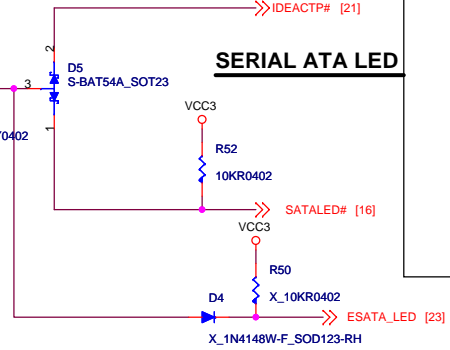 IDEACTP# [21]
2
SERIAL ATA LED
D5
S-BAT54A_SOT23
3
VCC3
1
0402
R52
10KR0402
SATALED# [16]
VCC3
R50
X_10KR0402
D4
ESATA_LED [23]
X_1N4148W-F_SOD123-RH